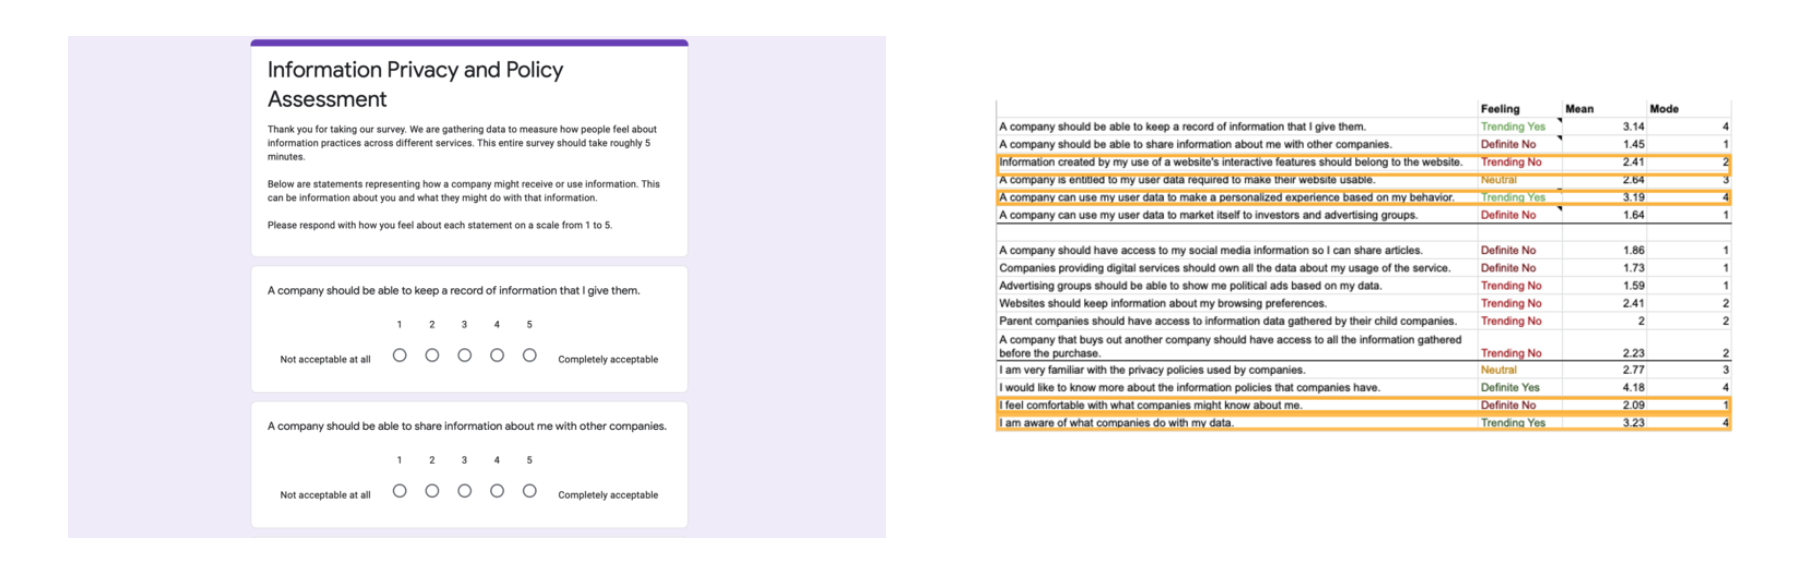 Information Privacy and Policy
Assessment
Thank you for taking our survey. We are gathering data to measure how people feel about
information practices across different services. This entire survey should take roughly 5
minutes.
Below are statements representing how a company might receive or use information. This
can be information about you and what they might do with that information.
Please respond with how you feel about each statement on a scale from 1 to 5.
A company should be able to keep a record of information that I give them.
1 2 3 4 5
Not acceptable at all Completely acceptable
A company should be able to share information about me with other companies.
1 2 3 4 5
Not acceptable at all Completely acceptable
Feeling Mean Mode
A company should be able to keep a record of information that I give them. Trending Yes 3.14 4
A company should be able to share information about me with other companies. Definite No 1.45 1
Information created by my use of a website's interactive features should belong to the website. Trending No 2.41 2
A company is entitled to my user data required to make their website usable. Neutral 2.64 3
A company can use my user data to make a personalized experience based on my behavior. Trending Yes 3.19 4
A company can use my user data to market itself to investors and advertising groups. Definite No 1.64 1
A company should have access to my social media information so I can share articles. Definite No 1.86 1
Companies providing digital services should own all the data about my usage of the service. Definite No 1.73 1
Advertising groups should be able to show me political ads based on my data. Trending No 1.59 1
Websites should keep information about my browsing preferences. Trending No 2.41 2
Parent companies should have access to information data gathered by their child companies. Trending No 2 2
A company that buys out another company should have access to all the information gathered
before the purchase. Trending No 2.23 2
I am very familiar with the privacy policies used by companies. Neutral 2.77 3
I would like to know more about the information policies that companies have. Definite Yes 4.18 4
I feel comfortable with what companies might know about me. Definite No 2.09 1
I am aware of what companies do with my data. Trending Yes 3.23 4